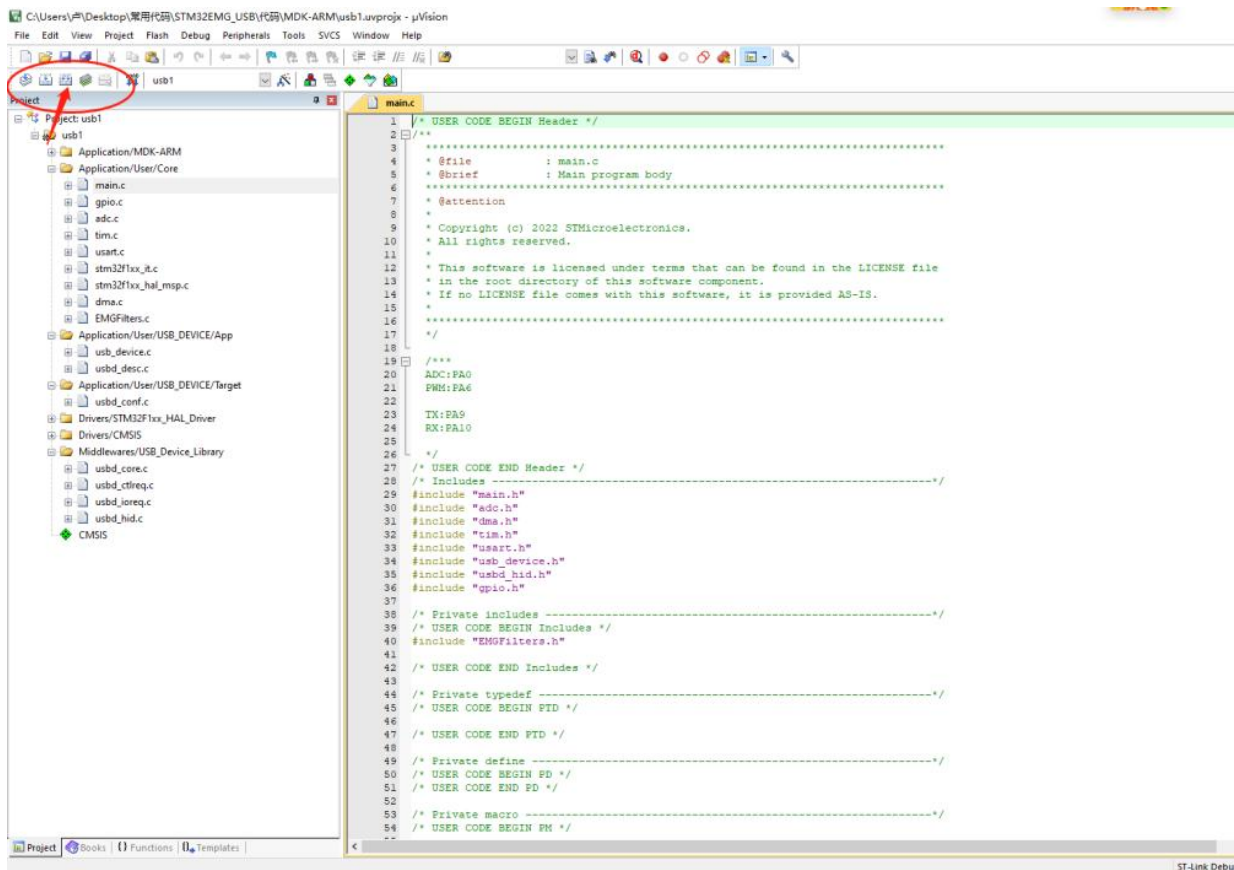 C:\Users\卢\Desktop\常用代码\STM32EMG_USB\代码\MDK-ARM\usb1.uvprojx - µVision
File Edit View Project Flash Debug Peripherals Tools SVCS Window Help
usb1
Project
Project: usb1
usb1
Application/MDK-ARM
Application/User/Core
main.c
gpio.c
adc.c
tim.c
usart.c
stm32f1xx_it.c
stm32f1xx_hal_msp.c
dma.c
EMGFilters.c
Application/User/USB_DEVICE/App
usb_device.c
usbd_desc.c
Application/User/USB_DEVICE/Target
usbd_conf.c
Drivers/STM32F1xx_HAL_Driver
Drivers/CMSIS
Middlewares/USB_Device_Library
usbd_core.c
usbd_ctlreq.c
usbd_ioreq.c
usbd_hid.c
CMSIS
Project Books {} Functions Templates
main.c
1 /* USER CODE BEGIN Header */
2 /**
3 ******************************************************************************
4 * @file : main.c
5 * @brief : Main program body
6 ******************************************************************************
7 * @attention
8 *
9 * Copyright (c) 2022 STMicroelectronics.
10 * All rights reserved.
11 *
12 * This software is licensed under terms that can be found in the LICENSE file
13 * in the root directory of this software component.
14 * If no LICENSE file comes with this software, it is provided AS-IS.
15 *
16 ******************************************************************************
17 */
18
19 /***
20 ADC:PA0
21 PWM:PA6
22
23 TX:PA9
24 RX:PA10
25
26 */
27 /* USER CODE END Header */
28 /* Includes ------------------------------------------------------------------*/
29 #include "main.h"
30 #include "adc.h"
31 #include "dma.h"
32 #include "tim.h"
33 #include "usart.h"
34 #include "usb_device.h"
35 #include "usbd_hid.h"
36 #include "gpio.h"
37
38 /* Private includes ----------------------------------------------------------*/
39 /* USER CODE BEGIN Includes */
40 #include "EMGFilters.h"
41
42 /* USER CODE END Includes */
43
44 /* Private typedef -----------------------------------------------------------*/
45 /* USER CODE BEGIN PTD */
46
47 /* USER CODE END PTD */
48
49 /* Private define ------------------------------------------------------------*/
50 /* USER CODE BEGIN PD */
51 /* USER CODE END PD */
52
53 /* Private macro -------------------------------------------------------------*/
54 /* USER CODE BEGIN PM */
ST-Link Debu